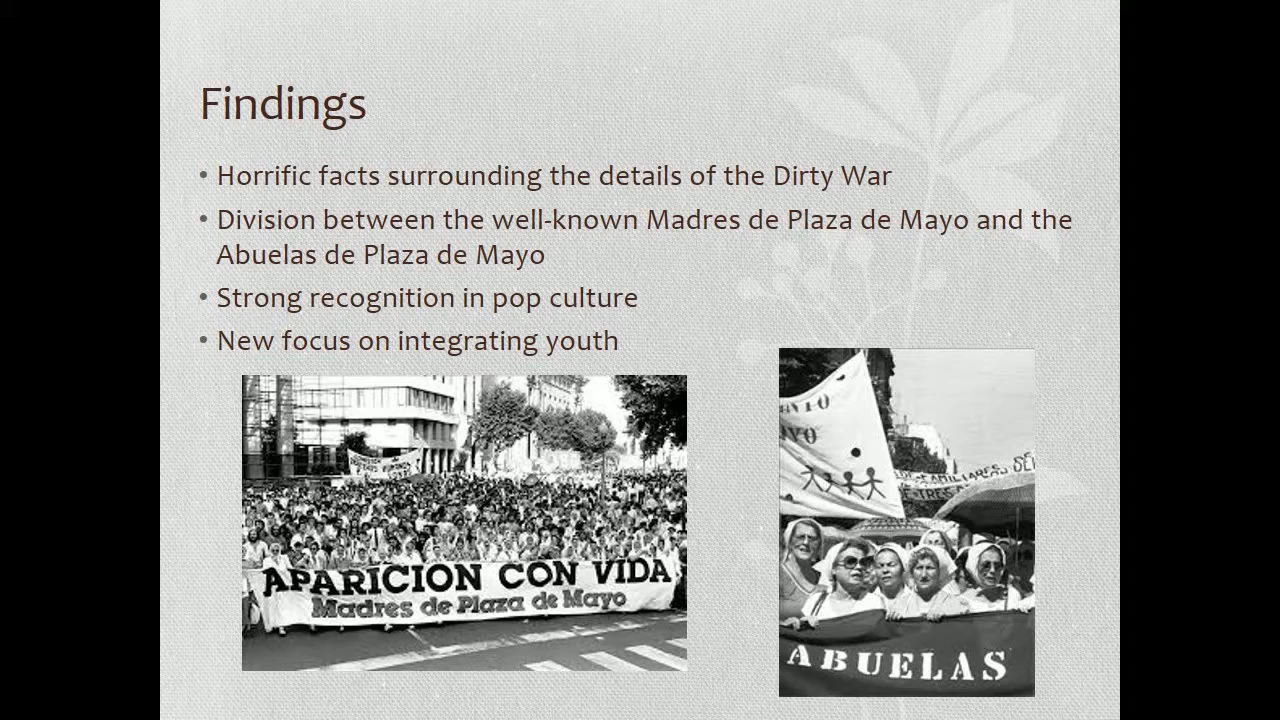 Findings
• Horrific facts surrounding the details of the Dirty War
• Division between the well-known Madres de Plaza de Mayo and the
Abuelas de Plaza de Mayo
• Strong recognition in pop culture
• New focus on integrating youth
APARICION CON VIDA
Madres de Plaza de Mayo
ABUELAS